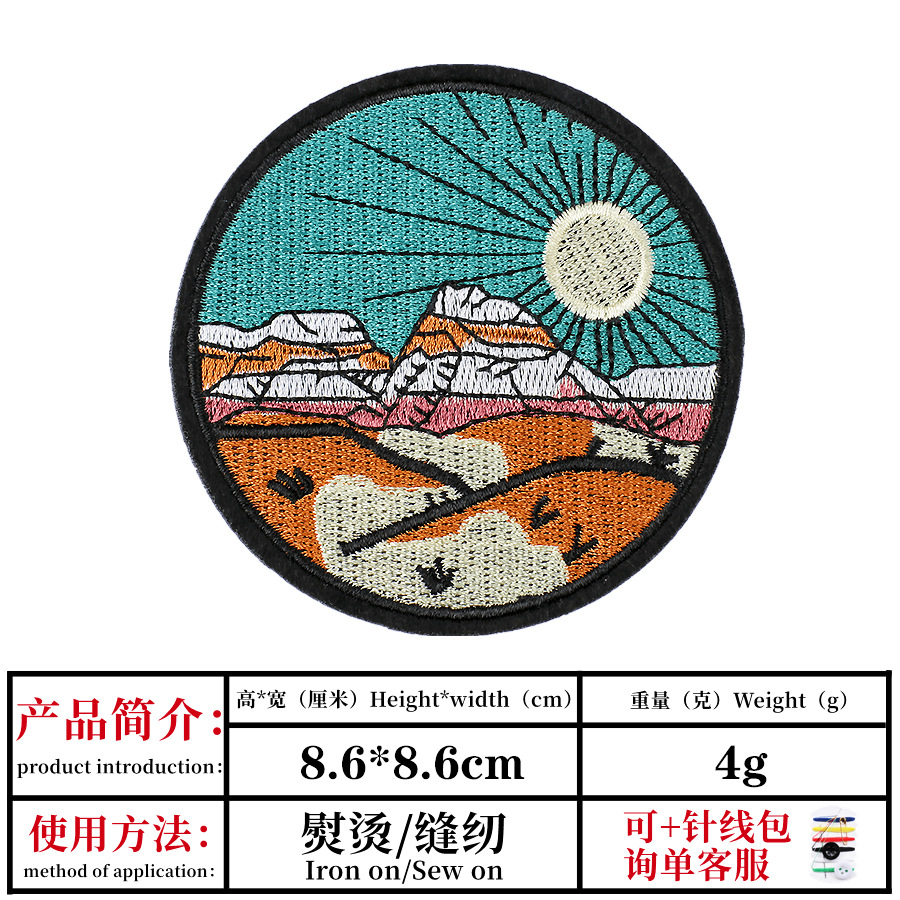 产品简介：
product introduction：
高*宽（厘米）Height*width（cm）
8.6*8.6cm
重量（克）Weight（g）
4g
使用方法：
method of application：
熨烫/缝纫
Iron on/Sew on
可+针线包
询单客服